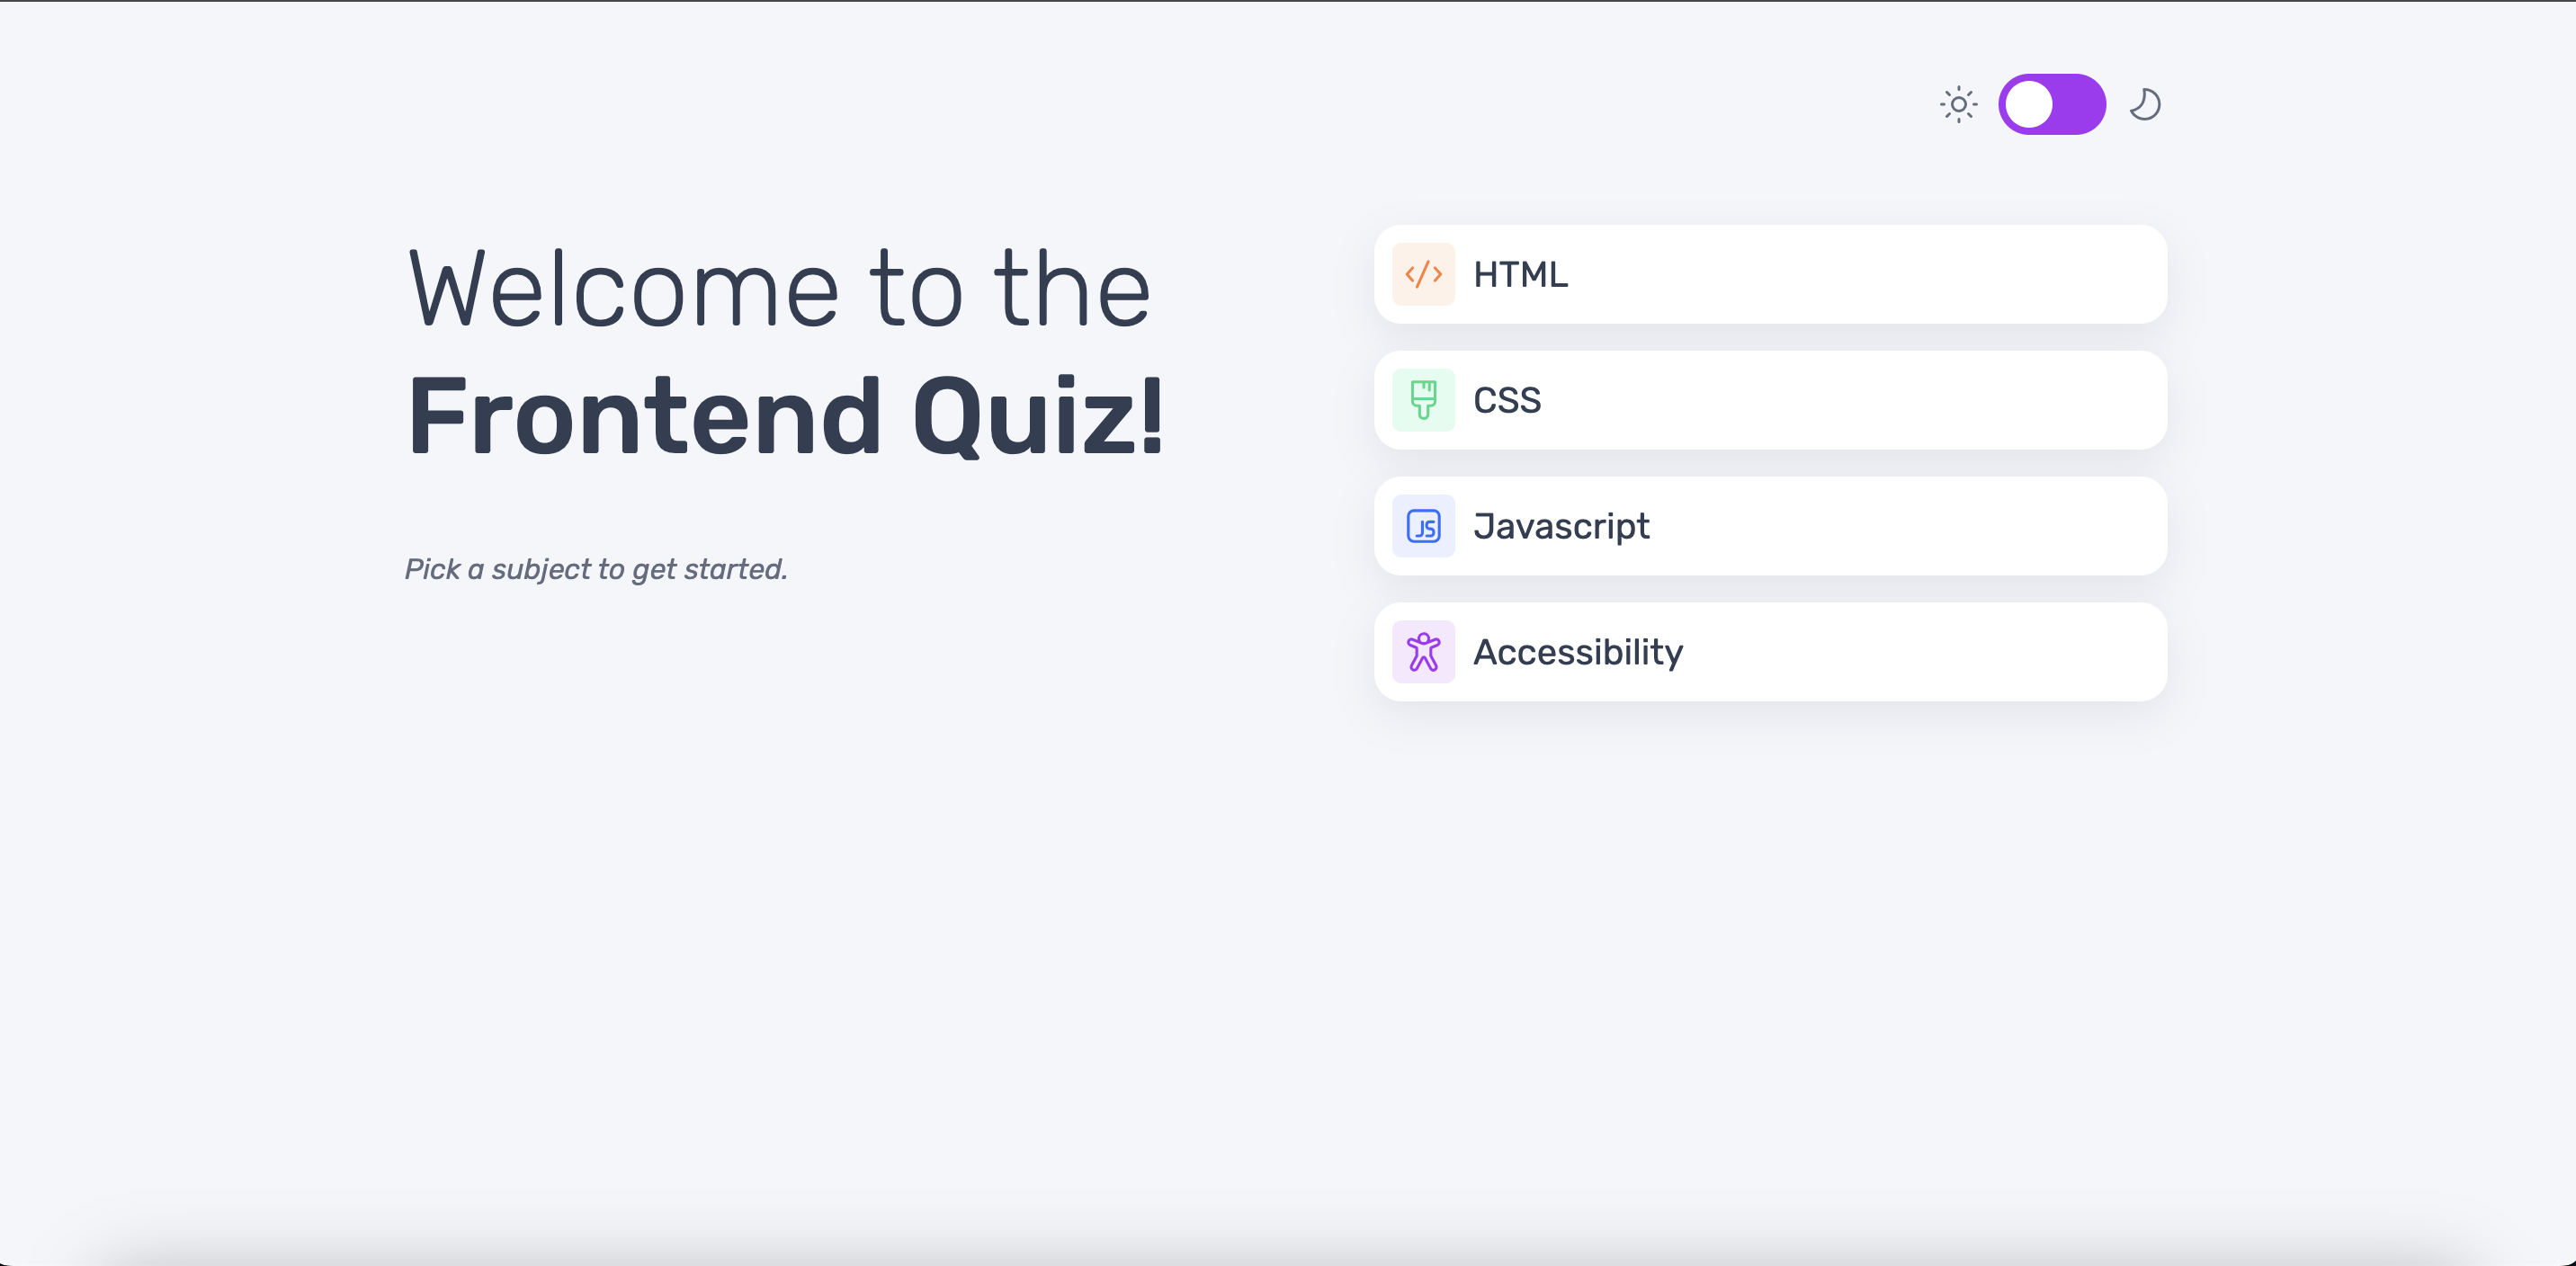 Welcome to the
Frontend Quiz!
Pick a subject to get started.
HTML
CSS
JS
Javascript
Accessibility